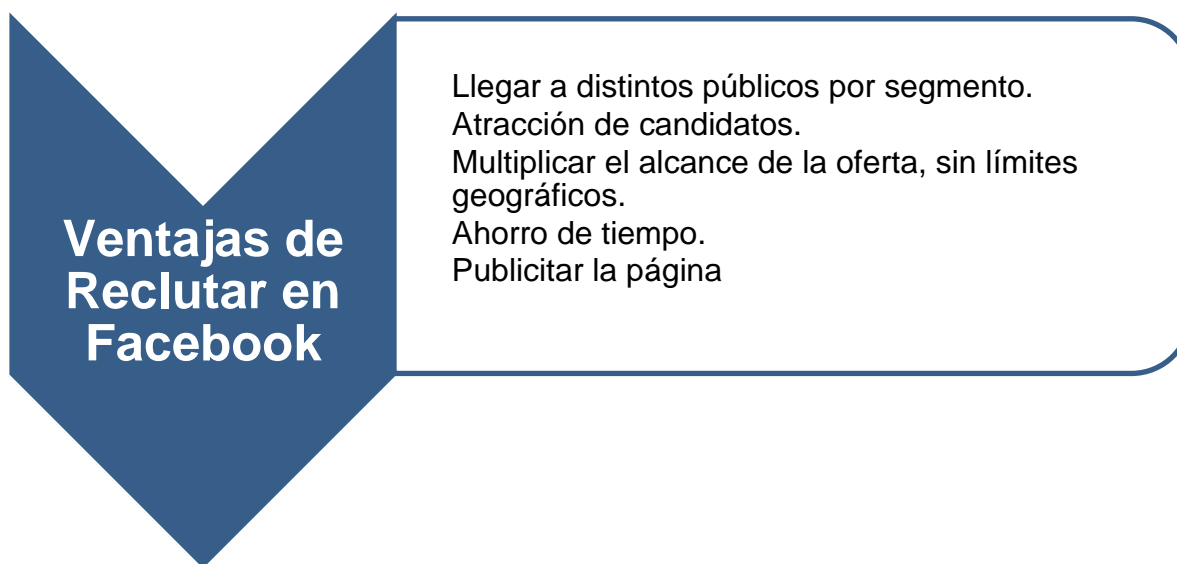 Ventajas de
Reclutar en
Facebook
Llegar a distintos públicos por segmento.
Atracción de candidatos.
Multiplicar el alcance de la oferta, sin límites
geográficos.
Ahorro de tiempo.
Publicitar la página